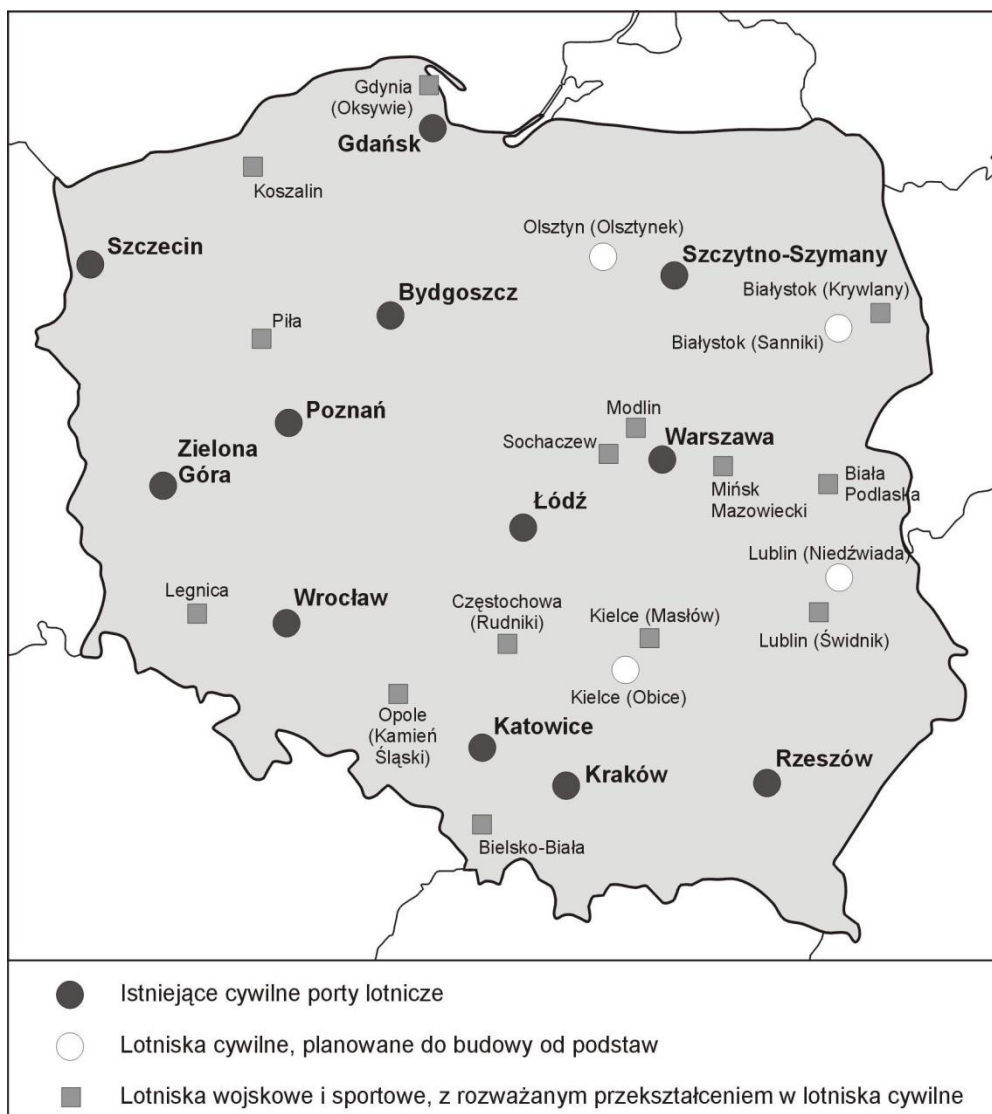 Gdynia
(Oksywie)
Gdańsk
Koszalin
Olsztyn (Olsztynek)
Szczecin
Szczytno-Szymany
Bydgoszcz
Białystok (Krywlany)
Piła
Białystok (Sanniki)
Poznań
Modlin
Sochaczew
Warszawa
Zielona
Góra
Mińsk
Mazowiecki
Biała
Podlaska
Łódź
Lublin (Niedźwiada)
Legnica
Wrocław
Częstochowa
(Rudniki)
Kielce (Masłów)
Lublin (Świdnik)
Kielce (Obice)
Opole
(Kamień
Śląski)
Katowice
Kraków
Rzeszów
Bielsko-Biała
Istniejące cywilne porty lotnicze
Lotniska cywilne, planowane do budowy od podstaw
Lotniska wojskowe i sportowe, z rozważanym przekształceniem w lotniska cywilne